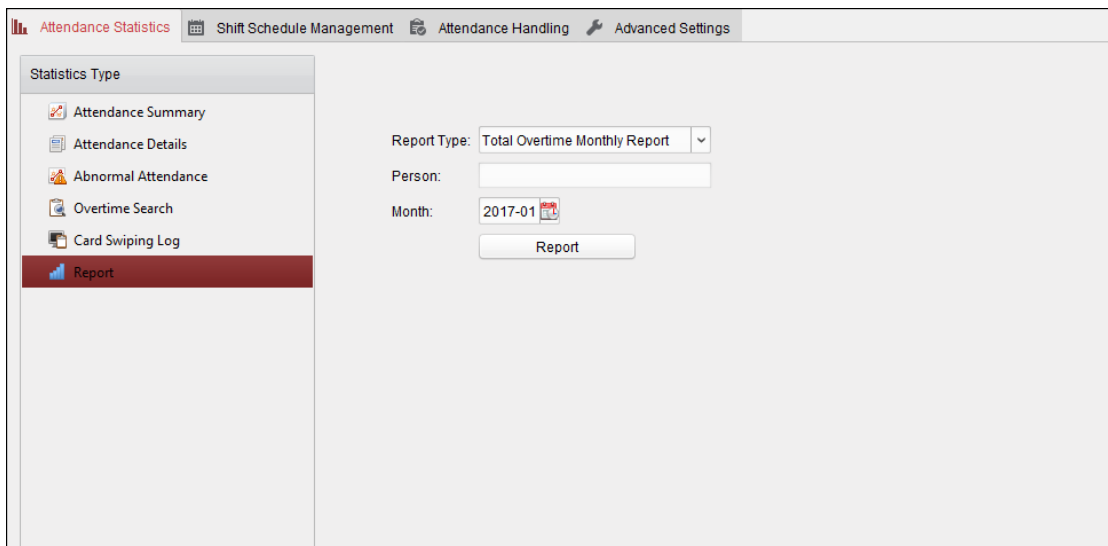 Attendance Statistics Shift Schedule Management Attendance Handling Advanced Settings
Statistics Type
Attendance Summary
Attendance Details
Abnormal Attendance
Overtime Search
Card Swiping Log
Report
Report Type: Total Overtime Monthly Report
Person:
Month: 2017-01
Report